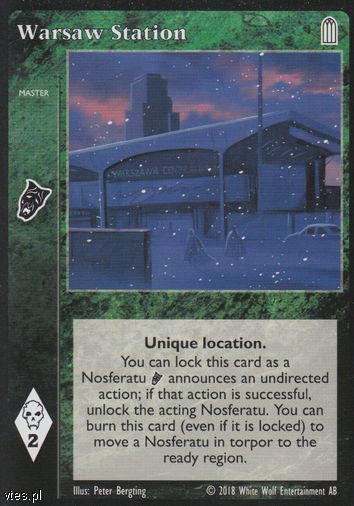 Warsaw Station
MASTER
WARSZAWA CENTRALNA
Unique location.
You can lock this card as a
Nosferatu announces an undirected
action; if that action is successful,
unlock the acting Nosferatu. You can
burn this card (even if it is locked) to
move a Nosferatu in torpor to the
ready region.
2
Illus: Peter Bergting © 2018 White Wolf Entertainment AB
vtes.pl